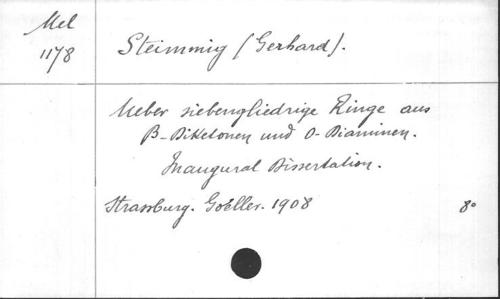 Mel
1178
Steimmig (Gerhard).
Ueber siebengliedrige Ringe aus
β-Diketonen und o-Diaminen.
Inaugural Dissertation.
Strassburg. Goeller. 1908
8°